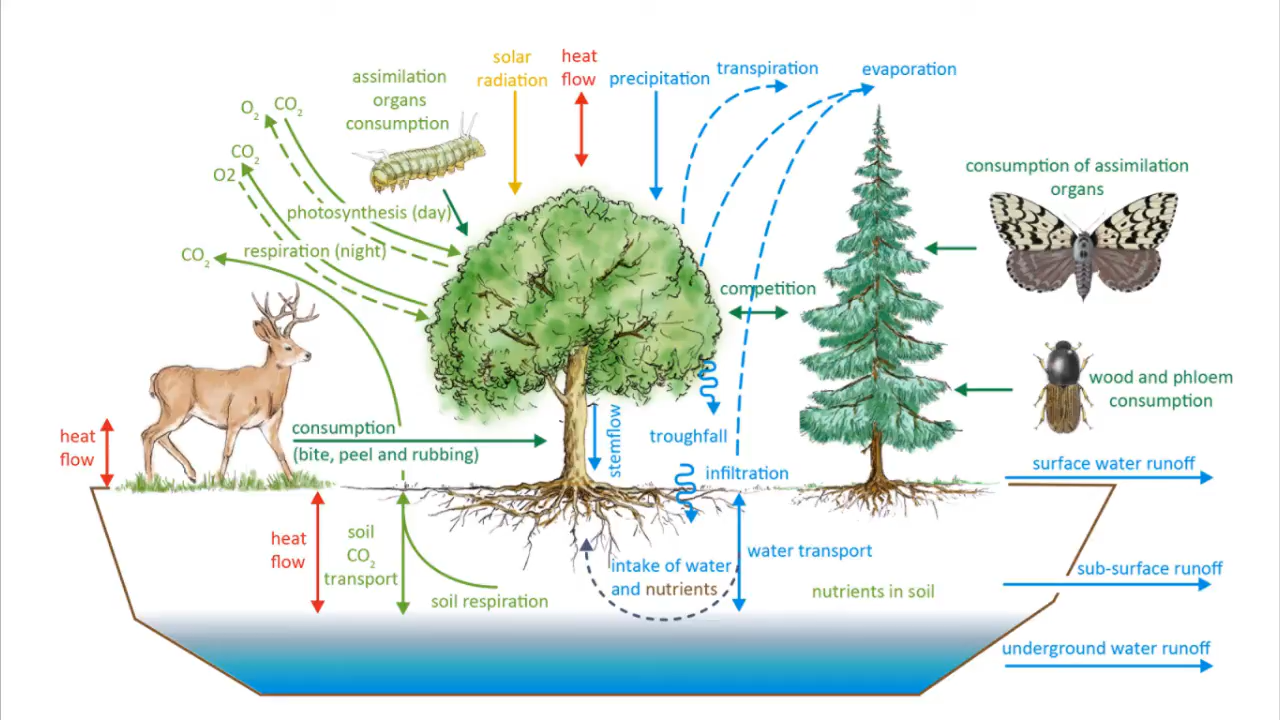 assimilation
organs
consumption
solar
radiation
heat
flow
precipitation
transpiration
evaporation
O2 CO2
CO2
O2
photosynthesis (day)
respiration (night)
CO2
consumption of assimilation
organs
competition
wood and phloem
consumption
heat
flow
consumption
(bite, peel and rubbing)
stemflow
troughfall
infiltration
surface water runoff
heat
flow
soil
CO2
transport
soil respiration
intake of water
and nutrients
water transport
nutrients in soil
sub-surface runoff
underground water runoff